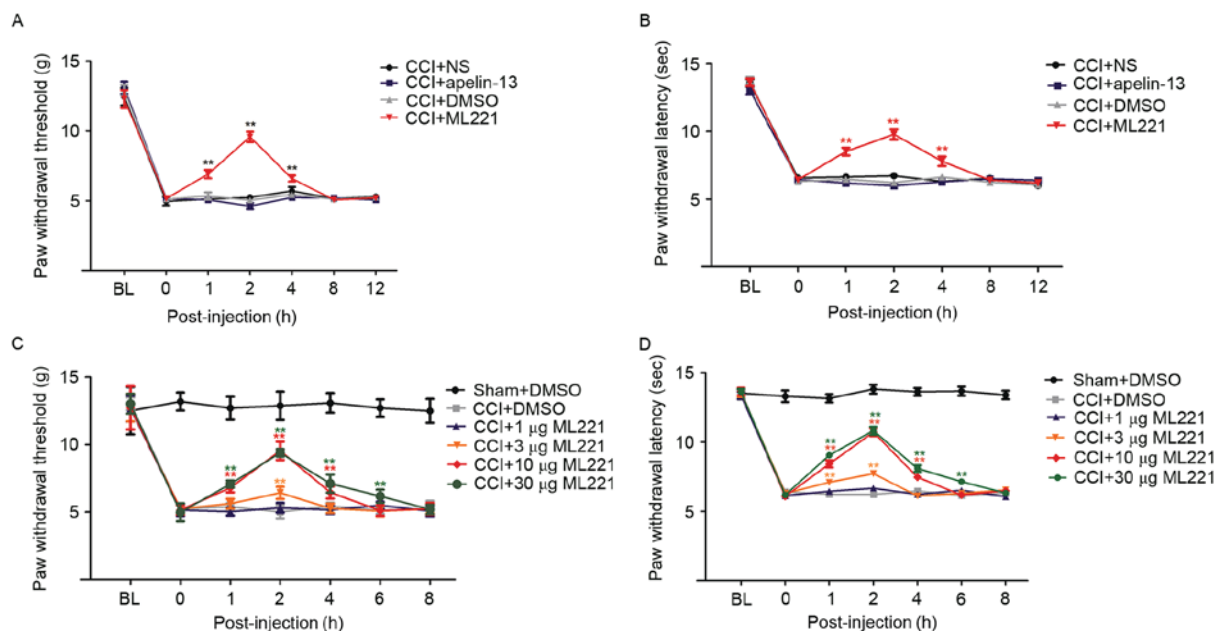 A
Paw withdrawal threshold (g)
15
10
5
0
BL
0
1
2
4
8
12
Post-injection (h)
CCI+NS
CCI+apelin-13
CCI+DMSO
CCI+ML221
**
**
**
B
Paw withdrawal latency (sec)
15
10
5
0
BL
0
1
2
4
8
12
Post-injection (h)
CCI+NS
CCI+apelin-13
CCI+DMSO
CCI+ML221
**
**
**
C
Paw withdrawal threshold (g)
15
10
5
0
BL
0
1
2
4
6
8
Post-injection (h)
Sham+DMSO
CCI+DMSO
CCI+1 µg ML221
CCI+3 µg ML221
CCI+10 µg ML221
CCI+30 µg ML221
**
**
**
**
**
**
**
**
D
Paw withdrawal latency (sec)
15
10
5
0
BL
0
1
2
4
6
8
Post-injection (h)
Sham+DMSO
CCI+DMSO
CCI+1 µg ML221
CCI+3 µg ML221
CCI+10 µg ML221
CCI+30 µg ML221
**
**
**
**
**
**
**
**
**